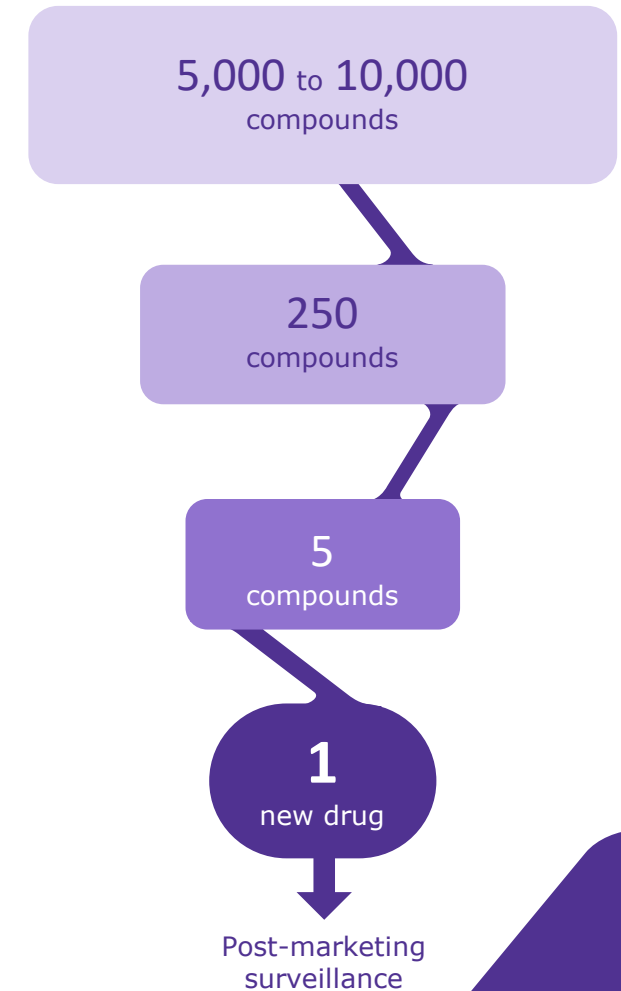 5,000 to 10,000
compounds
250
compounds
5
compounds
1
new drug
Post-marketing
surveillance